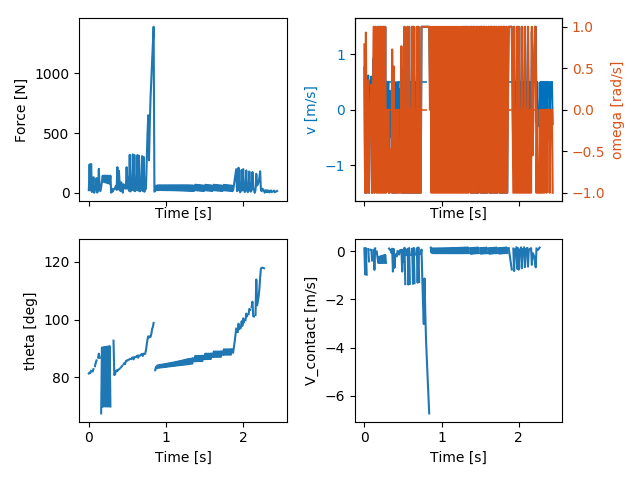 Force [N]
1000
500
0
Time [s]
v [m/s]
1
0
−1
1.0
0.5
0.0
−0.5
−1.0
omega [rad/s]
Time [s]
theta [deg]
120
100
80
0 1 2
Time [s]
V_contact [m/s]
0
−2
−4
−6
0 1 2
Time [s]